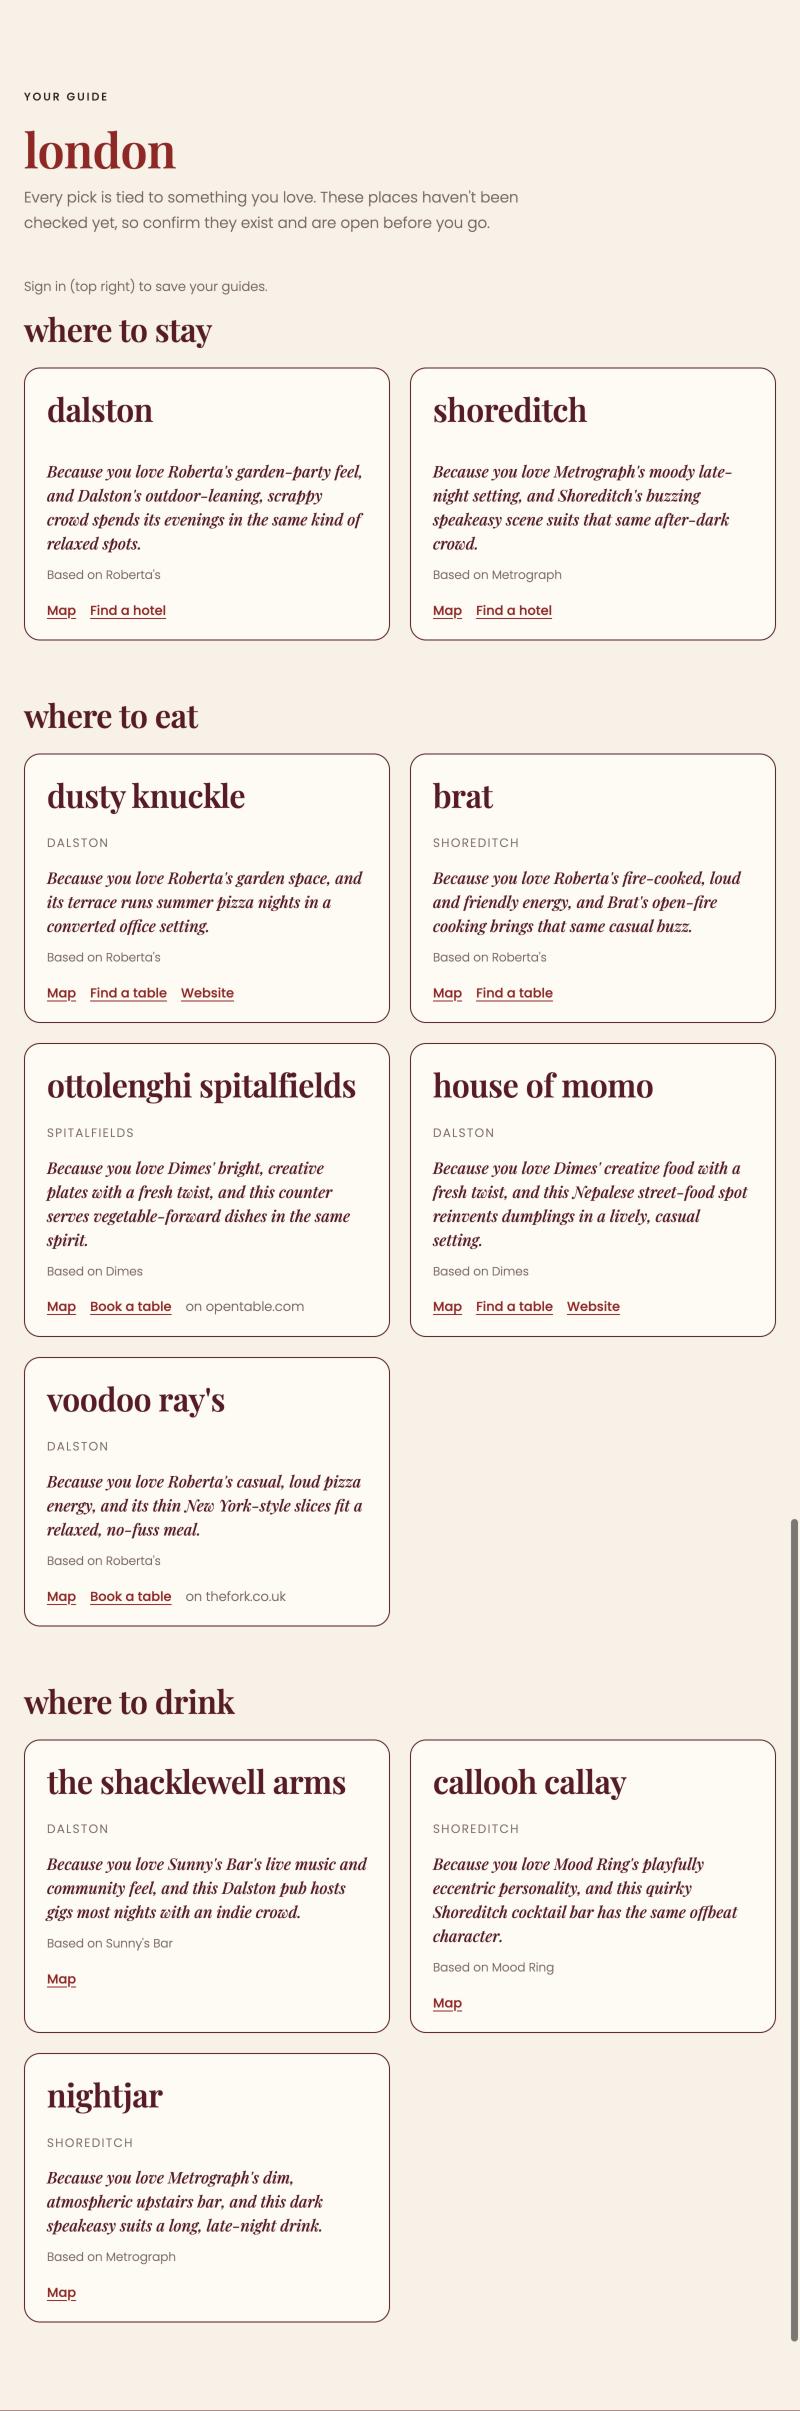 YOUR GUIDE
london
Every pick is tied to something you love. These places haven't been
checked yet, so confirm they exist and are open before you go.
Sign in (top right) to save your guides.
where to stay
dalston
Because you love Roberta's garden-party feel,
and Dalston's outdoor-leaning, scrappy
crowd spends its evenings in the same kind of
relaxed spots.
Based on Roberta's
Map Find a hotel
shoreditch
Because you love Metrograph's moody late-
night setting, and Shoreditch's buzzing
speakeasy scene suits that same after-dark
crowd.
Based on Metrograph
Map Find a hotel
where to eat
dusty knuckle
DALSTON
Because you love Roberta's garden space, and
its terrace runs summer pizza nights in a
converted office setting.
Based on Roberta's
Map Find a table Website
brat
SHOREDITCH
Because you love Roberta's fire-cooked, loud
and friendly energy, and Brat's open-fire
cooking brings that same casual buzz.
Based on Roberta's
Map Find a table
ottolenghi spitalfields
SPITALFIELDS
Because you love Dimes' bright, creative
plates with a fresh twist, and this counter
serves vegetable-forward dishes in the same
spirit.
Based on Dimes
Map Book a table on opentable.com
house of momo
DALSTON
Because you love Dimes' creative food with a
fresh twist, and this Nepalese street-food spot
reinvents dumplings in a lively, casual
setting.
Based on Dimes
Map Find a table Website
voodoo ray's
DALSTON
Because you love Roberta's casual, loud pizza
energy, and its thin New York-style slices fit a
relaxed, no-fuss meal.
Based on Roberta's
Map Book a table on thefork.co.uk
where to drink
the shacklewell arms
DALSTON
Because you love Sunny's Bar's live music and
community feel, and this Dalston pub hosts
gigs most nights with an indie crowd.
Based on Sunny's Bar
Map
callooh callay
SHOREDITCH
Because you love Mood Ring's playfully
eccentric personality, and this quirky
Shoreditch cocktail bar has the same offbeat
character.
Based on Mood Ring
Map
nightjar
SHOREDITCH
Because you love Metrograph's dim,
atmospheric upstairs bar, and this dark
speakeasy suits a long, late-night drink.
Based on Metrograph
Map